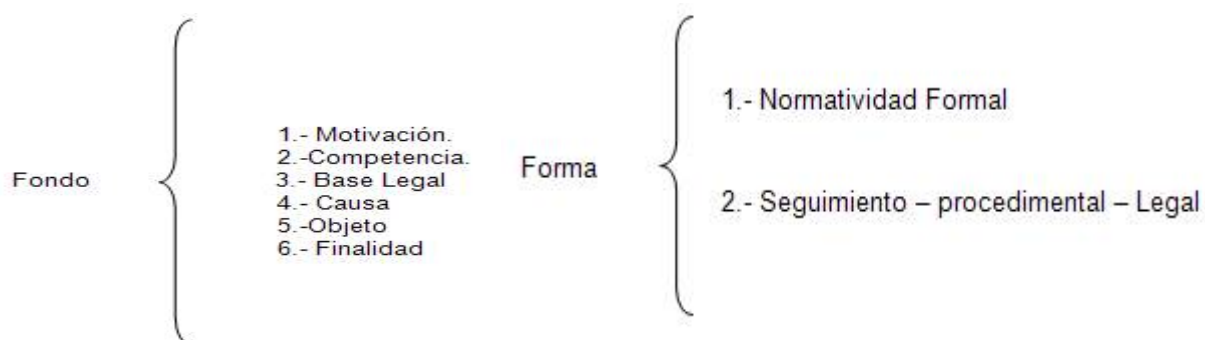 Fondo
1.- Motivación.
2.-Competencia.
3.- Base Legal
4.- Causa
5.-Objeto
6.- Finalidad
Forma
1.- Normatividad Formal
2.- Seguimiento – procedimental – Legal